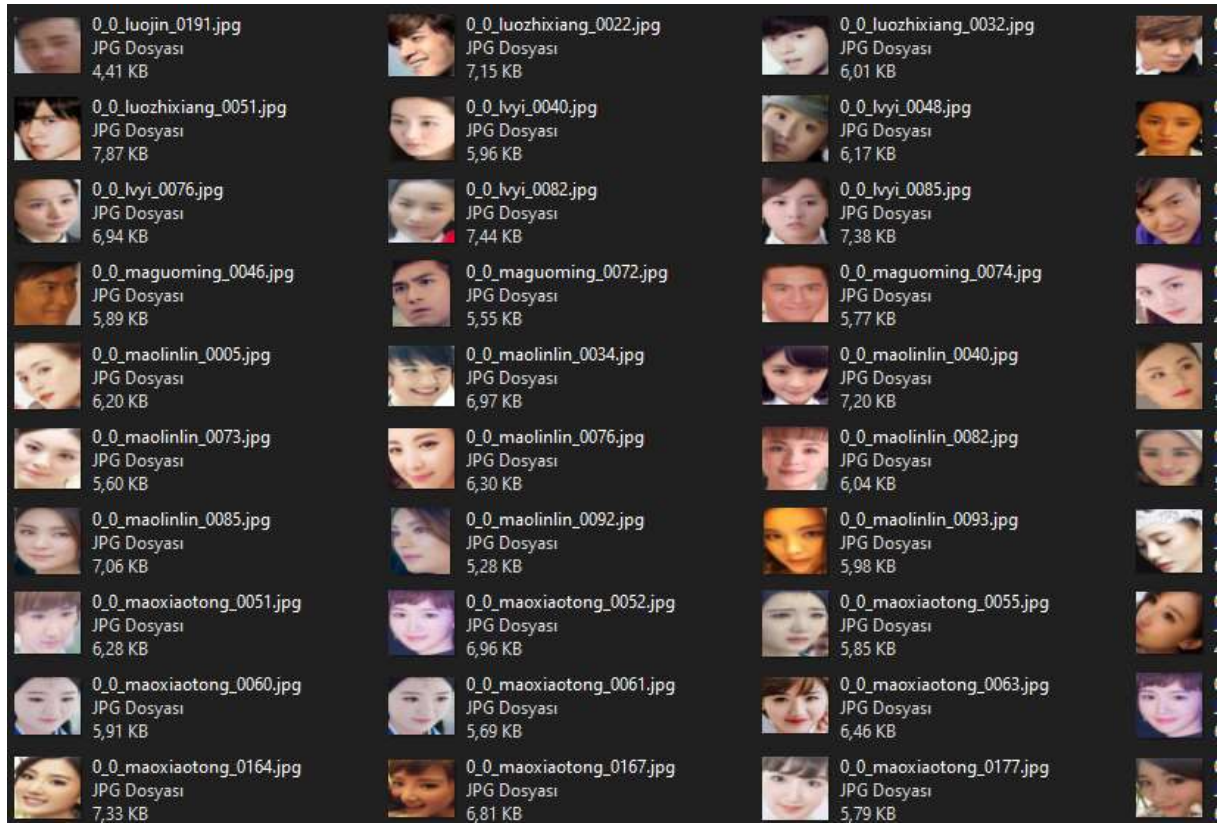 0_0_luojin_0191.jpg
JPG Dosyası
4,41 KB
0_0_luozhixiang_0022.jpg
JPG Dosyası
7,15 KB
0_0_luozhixiang_0032.jpg
JPG Dosyası
6,01 KB
0_0_luozhixiang_0051.jpg
JPG Dosyası
7,87 KB
0_0_lvyi_0040.jpg
JPG Dosyası
5,96 KB
0_0_lvyi_0048.jpg
JPG Dosyası
6,17 KB
0_0_lvyi_0076.jpg
JPG Dosyası
6,94 KB
0_0_lvyi_0082.jpg
JPG Dosyası
7,44 KB
0_0_lvyi_0085.jpg
JPG Dosyası
7,38 KB
0_0_maguoming_0046.jpg
JPG Dosyası
5,89 KB
0_0_maguoming_0072.jpg
JPG Dosyası
5,55 KB
0_0_maguoming_0074.jpg
JPG Dosyası
5,77 KB
0_0_maolinlin_0005.jpg
JPG Dosyası
6,20 KB
0_0_maolinlin_0034.jpg
JPG Dosyası
6,97 KB
0_0_maolinlin_0040.jpg
JPG Dosyası
7,20 KB
0_0_maolinlin_0073.jpg
JPG Dosyası
5,60 KB
0_0_maolinlin_0076.jpg
JPG Dosyası
6,30 KB
0_0_maolinlin_0082.jpg
JPG Dosyası
6,04 KB
0_0_maolinlin_0085.jpg
JPG Dosyası
7,06 KB
0_0_maolinlin_0092.jpg
JPG Dosyası
5,28 KB
0_0_maolinlin_0093.jpg
JPG Dosyası
5,98 KB
0_0_maoxiaotong_0051.jpg
JPG Dosyası
6,28 KB
0_0_maoxiaotong_0052.jpg
JPG Dosyası
6,96 KB
0_0_maoxiaotong_0055.jpg
JPG Dosyası
5,85 KB
0_0_maoxiaotong_0060.jpg
JPG Dosyası
5,91 KB
0_0_maoxiaotong_0061.jpg
JPG Dosyası
5,69 KB
0_0_maoxiaotong_0063.jpg
JPG Dosyası
6,46 KB
0_0_maoxiaotong_0164.jpg
JPG Dosyası
7,33 KB
0_0_maoxiaotong_0167.jpg
JPG Dosyası
6,81 KB
0_0_maoxiaotong_0177.jpg
JPG Dosyası
5,79 KB